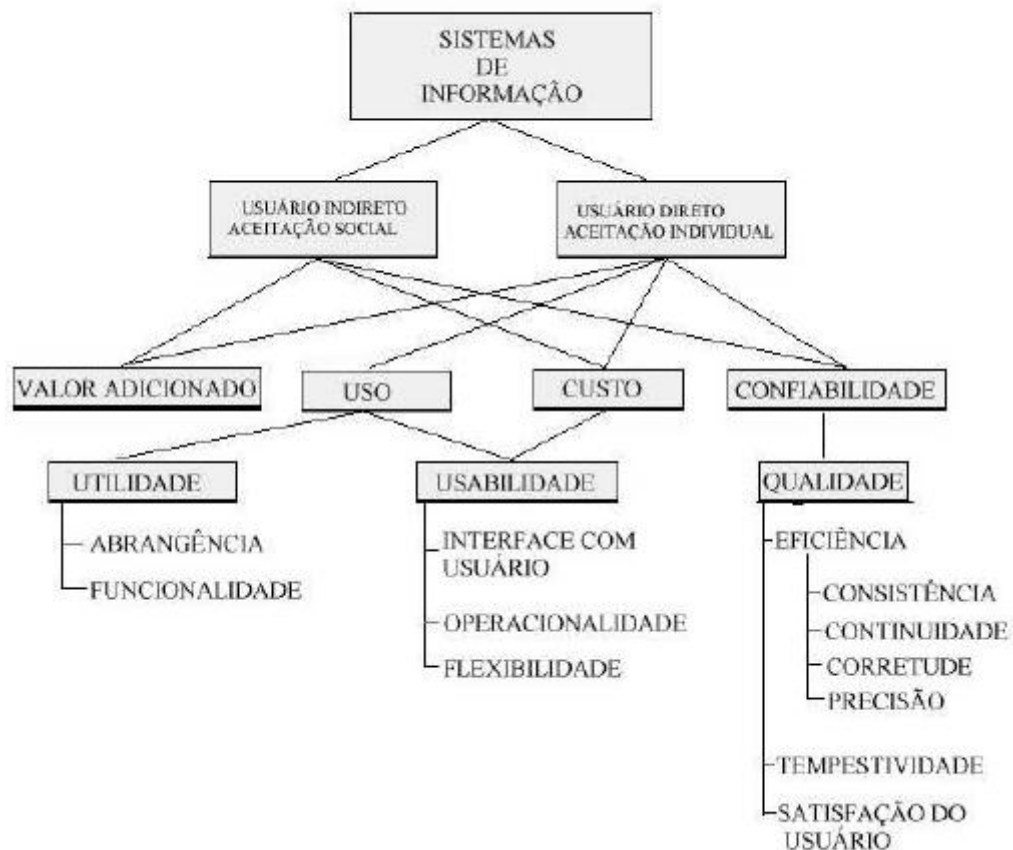 SISTEMAS
DE
INFORMAÇÃO
USUÁRIO INDIRETO
ACEITAÇÃO SOCIAL
USUÁRIO DIRETO
ACEITAÇÃO INDIVIDUAL
VALOR ADICIONADO
USO
CUSTO
CONFIABILIDADE
UTILIDADE
ABRANGÊNCIA
FUNCIONALIDADE
USABILIDADE
INTERFACE COM
USUÁRIO
OPERACIONALIDADE
FLEXIBILIDADE
QUALIDADE
EFICIÊNCIA
CONSISTÊNCIA
CONTINUIDADE
CORRETUDE
PRECISÃO
TEMPESTIVIDADE
SATISFAÇÃO DO
USUÁRIO